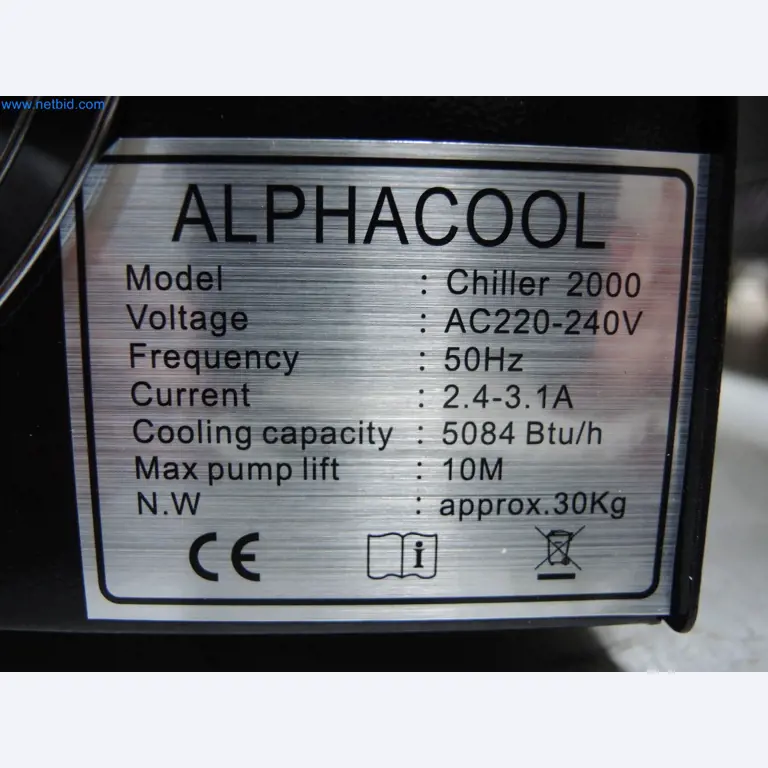 www.netbid.com
ALPHACOOL
Model : Chiller 2000
Voltage : AC220-240V
Frequency : 50Hz
Current : 2.4-3.1A
Cooling capacity : 5084 Btu/h
Max pump lift : 10M
N.W : approx.30Kg
CE
i